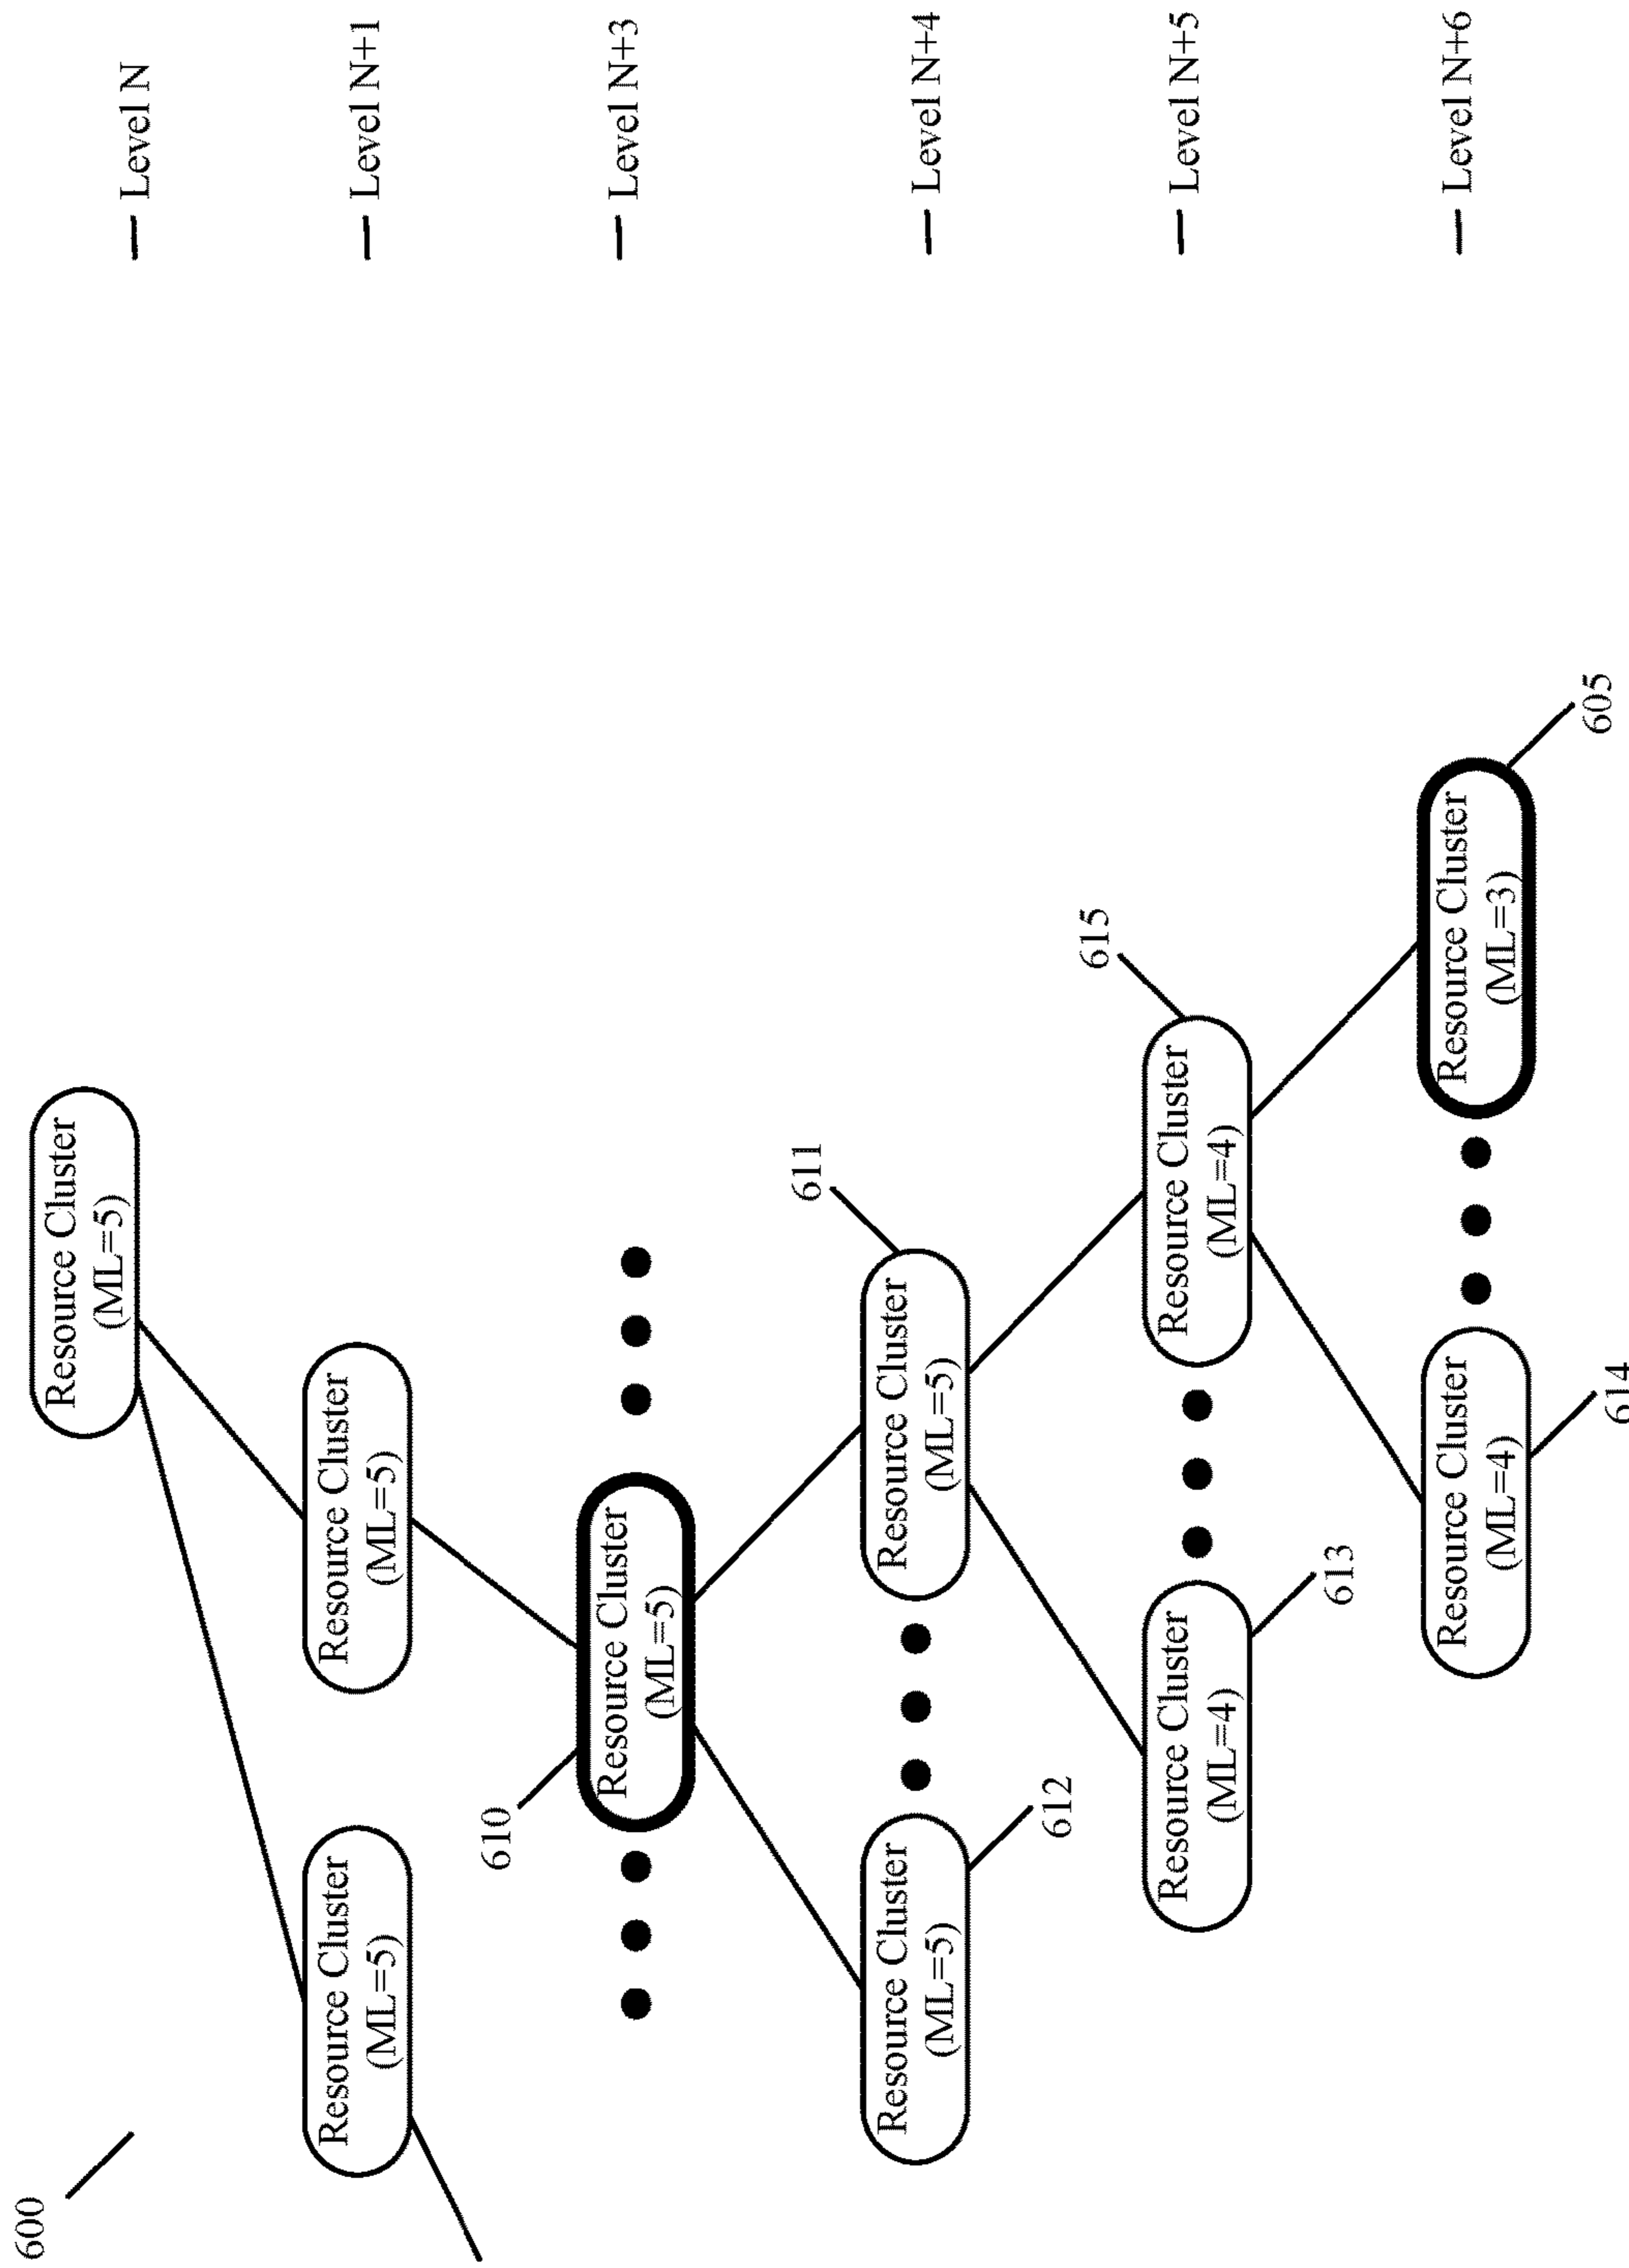 600
Resource Cluster
(ML=5)
Level N
Resource Cluster
(ML=5)
Resource Cluster
(ML=5)
Level N+1
610
Resource Cluster
(ML=5)
Level N+3
611
Resource Cluster
(ML=5)
Resource Cluster
(ML=5)
Level N+4
612
615
Resource Cluster
(ML=4)
Resource Cluster
(ML=4)
Level N+5
613
Resource Cluster
(ML=4)
Resource Cluster
(ML=3)
Level N+6
614
605